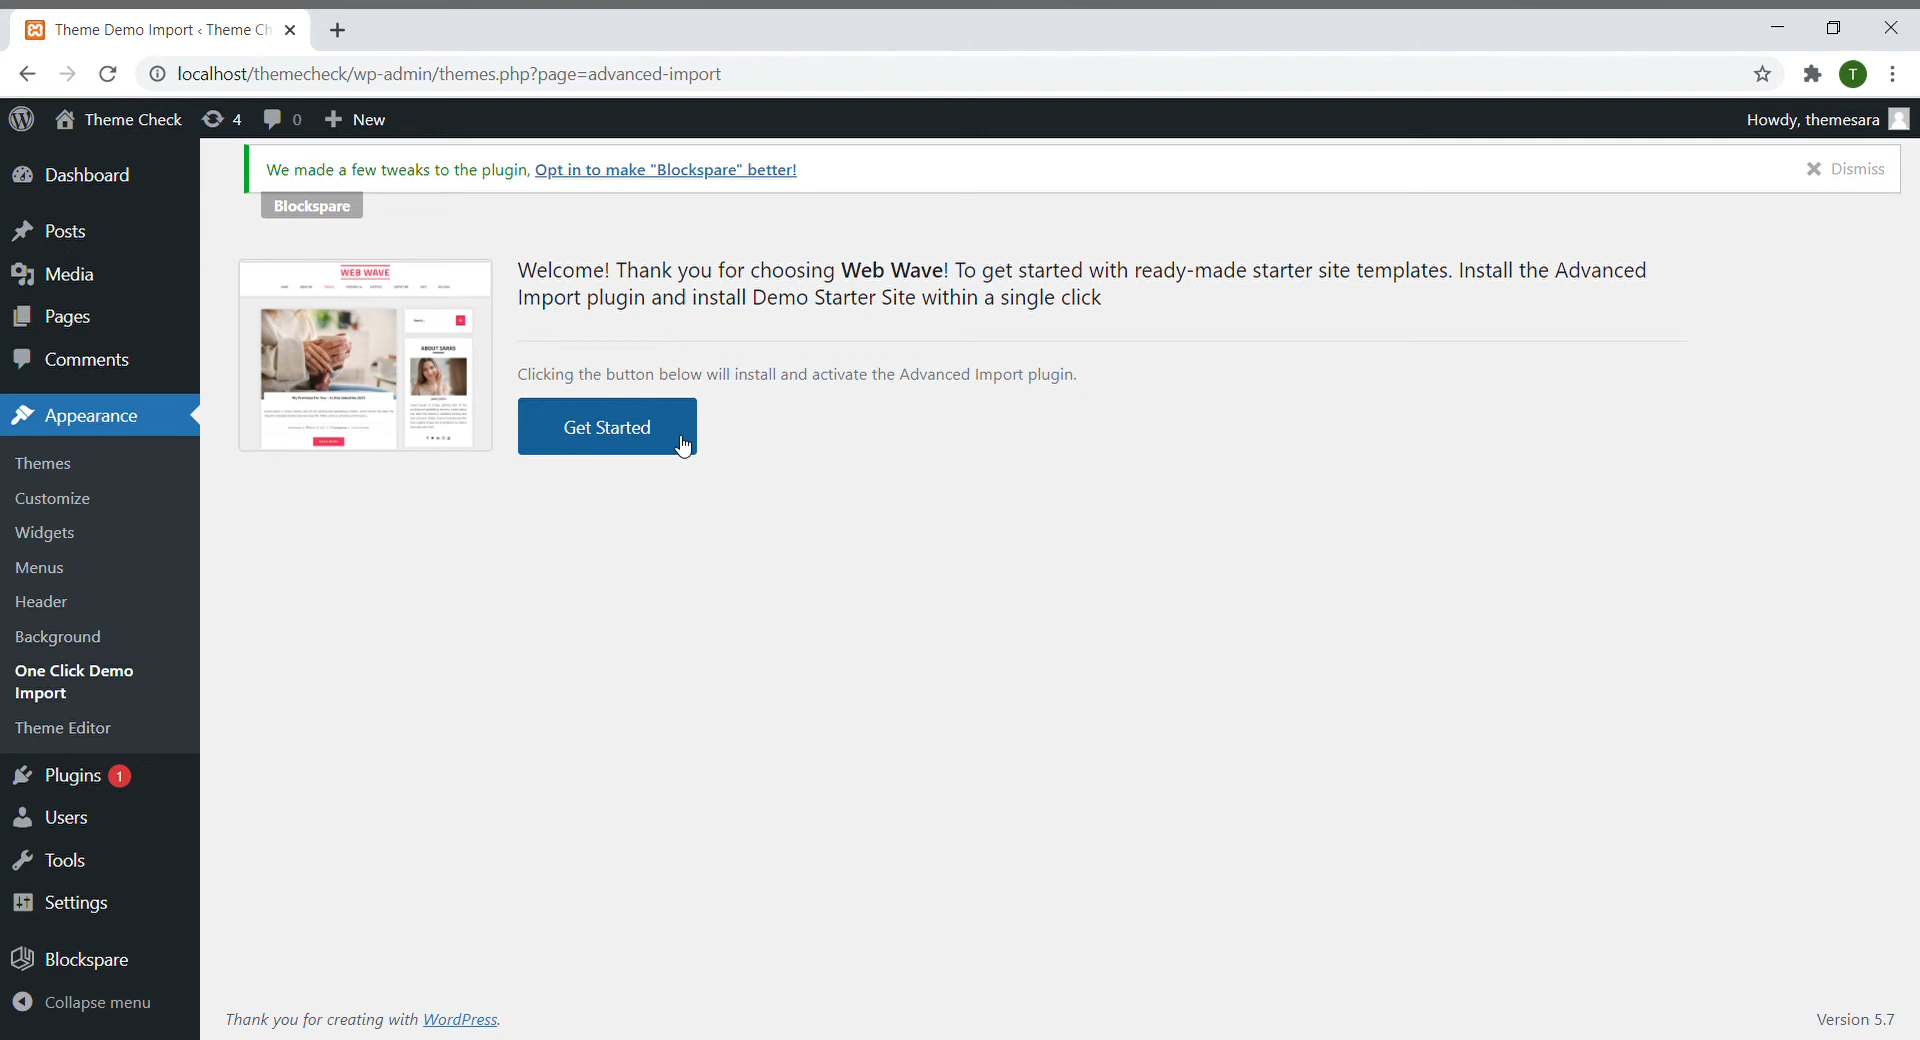 Theme Demo Import ‹ Theme Ch
localhost/themecheck/wp-admin/themes.php?page=advanced-import
T
Theme Check 4 0 New
Howdy, themesara
Dashboard
Posts
Media
Pages
Comments
Appearance
Themes
Customize
Widgets
Menus
Header
Background
One Click Demo
Import
Theme Editor
Plugins 1
Users
Tools
Settings
Blockspare
Collapse menu
We made a few tweaks to the plugin, Opt in to make "Blockspare" better!
Dismiss
Blockspare
WEB WAVE
ABOUT SARAS
Welcome! Thank you for choosing Web Wave! To get started with ready-made starter site templates. Install the Advanced
Import plugin and install Demo Starter Site within a single click
Clicking the button below will install and activate the Advanced Import plugin.
Get Started
Thank you for creating with WordPress.
Version 5.7